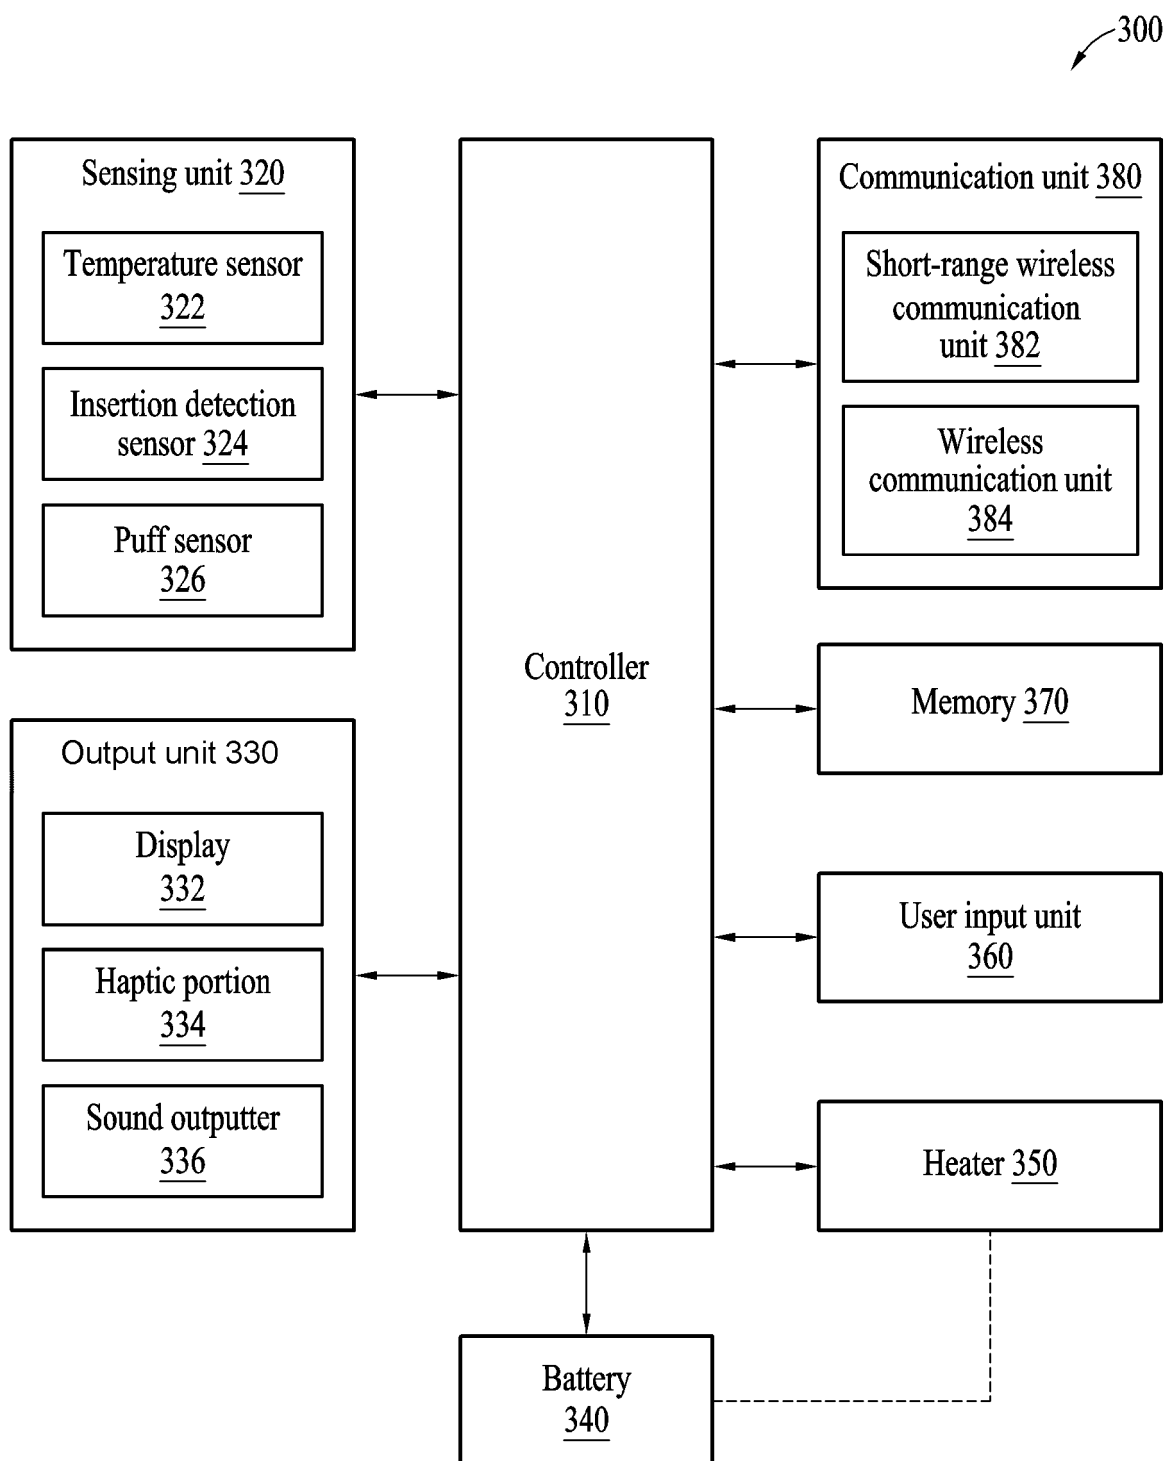 300
Sensing unit 320
Temperature sensor
322
Insertion detection
sensor 324
Puff sensor
326
Output unit 330
Display
332
Haptic portion
334
Sound outputter
336
Controller
310
Battery
340
Communication unit 380
Short-range wireless
communication
unit 382
Wireless
communication unit
384
Memory 370
User input unit
360
Heater 350